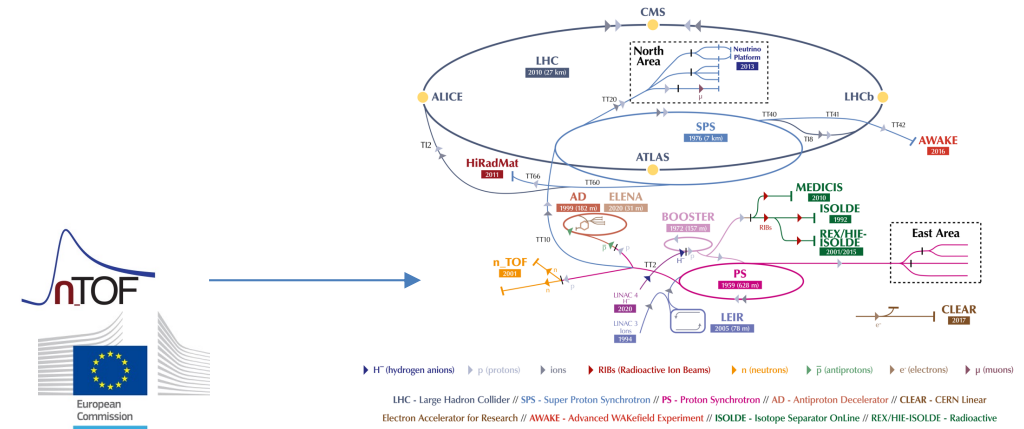 CMS
North
Area
Neutrino
Platform
2013
LHC
2010 (27 km)
μ
TT20
ALICE
LHCb
TT40
TT41
TT42
SPS
1976 (7 km)
TI8
TI2
AWAKE
2016
ATLAS
HiRadMat
2011
TT66
TT60
MEDICIS
2010
AD
1999 (182 m)
ELENA
2020 (31 m)
ISOLDE
1992
BOOSTER
1972 (157 m)
p
RIBs
REX/HIE-
ISOLDE
2001/2015
East Area
TT10
p
p
H⁻
p
n_TOF
2001
n
n
p
TT2
PS
1959 (628 m)
LINAC 4
H⁻
2020
n_TOF
LINAC 3
Ions
1994
LEIR
2005 (78 m)
CLEAR
2017
e⁻
H⁻ (hydrogen anions) p (protons) ions RIBs (Radioactive Ion Beams) n (neutrons) p̅ (antiprotons) e⁻ (electrons) μ (muons)
European
Commission
LHC - Large Hadron Collider // SPS - Super Proton Synchrotron // PS - Proton Synchrotron // AD - Antiproton Decelerator // CLEAR - CERN Linear
Electron Accelerator for Research // AWAKE - Advanced WAKefield Experiment // ISOLDE - Isotope Separator OnLine // REX/HIE-ISOLDE - Radioactive